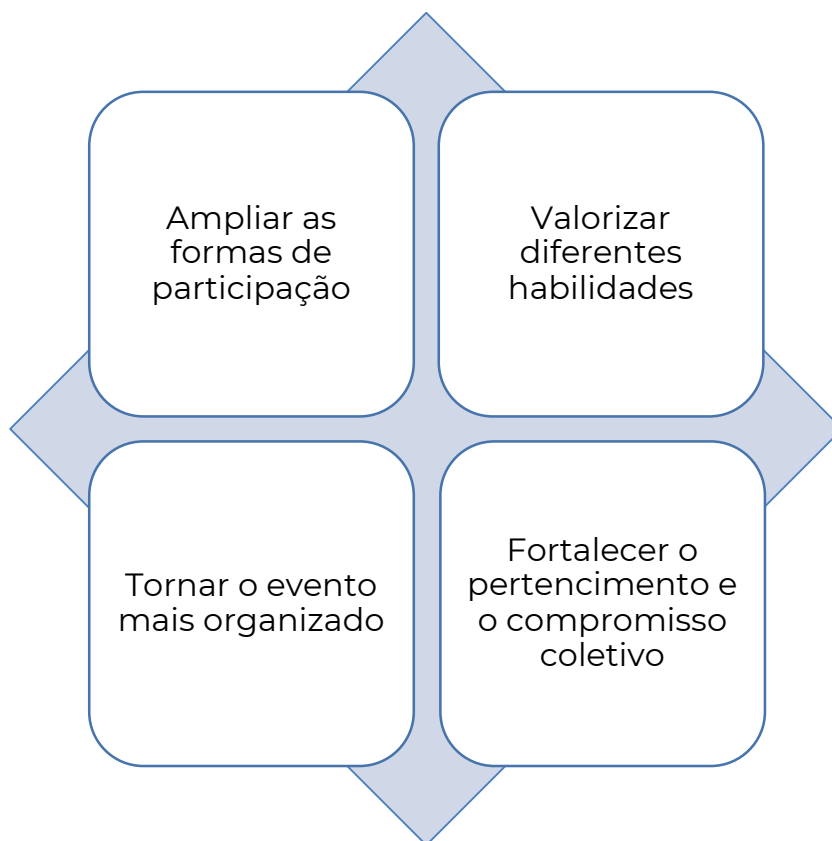 Ampliar as
formas de
participação
Valorizar
diferentes
habilidades
Tornar o evento
mais organizado
Fortalecer o
pertencimento e
o compromisso
coletivo